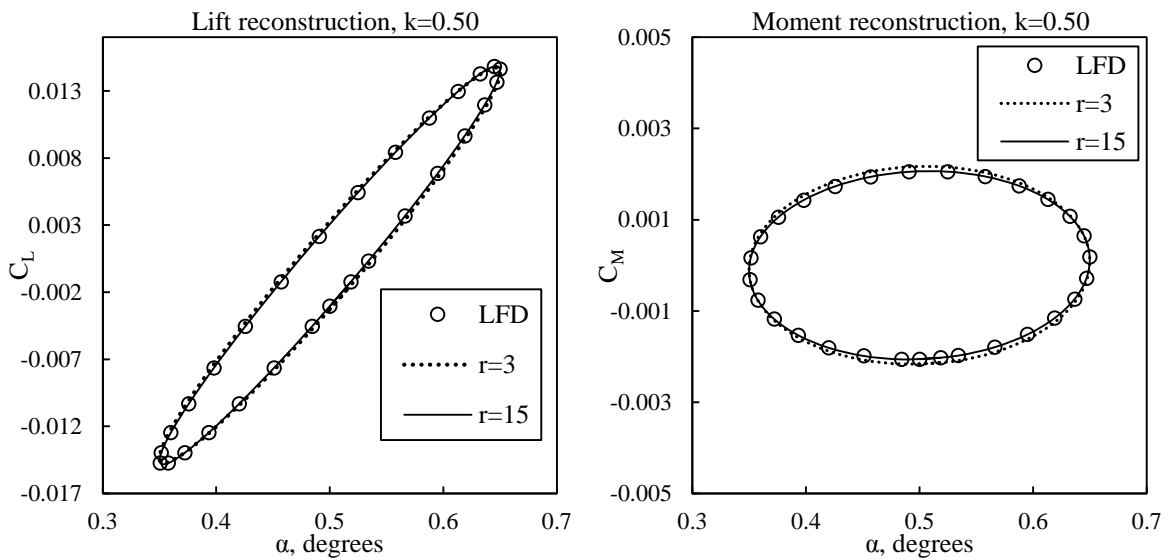 Lift reconstruction, k=0.50
0.013
0.008
0.003
-0.002
-0.007
-0.012
-0.017
C_L
LFD
r=3
r=15
0.3
0.4
0.5
0.6
0.7
α, degrees
Moment reconstruction, k=0.50
0.005
0.003
0.001
-0.001
-0.003
-0.005
C_M
LFD
r=3
r=15
0.3
0.4
0.5
0.6
0.7
α, degrees